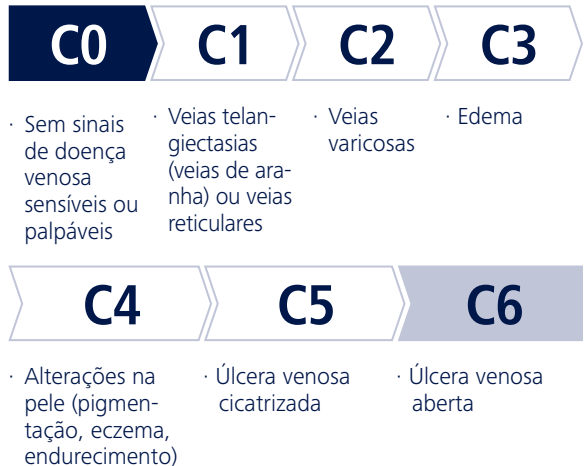 C0
C1
C2
C3
· Sem sinais
de doença
venosa
sensíveis ou
palpáveis
· Veias telan-
giectasias
(veias de ara-
nha) ou veias
reticulares
· Veias
varicosas
· Edema
C4
C5
C6
· Alterações na
pele (pigmen-
tação, eczema,
endurecimento)
· Úlcera venosa
cicatrizada
· Úlcera venosa
aberta